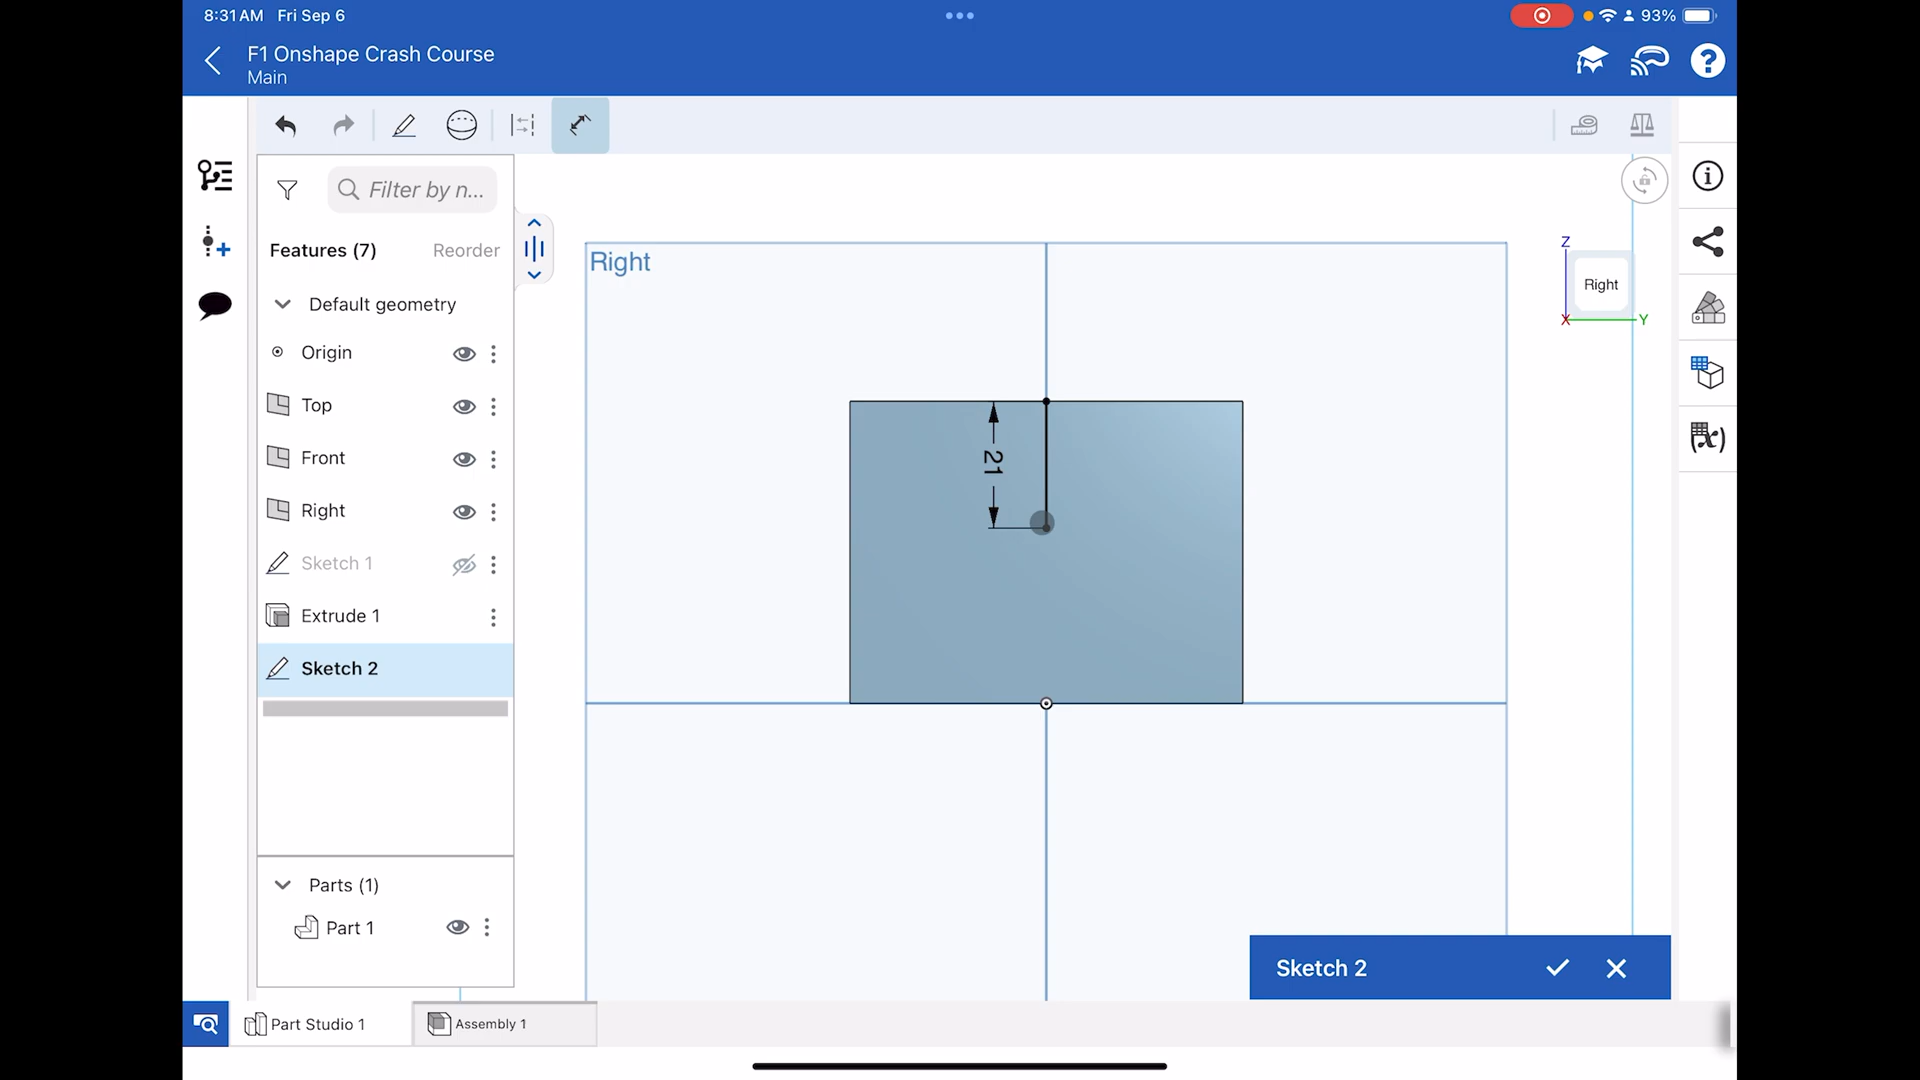 8:31 AM Fri Sep 6
93%
F1 Onshape Crash Course
Main
Filter by n...
Features (7)
Reorder
Default geometry
Origin
Top
Front
Right
Sketch 1
Extrude 1
Sketch 2
Parts (1)
Part 1
Right
21
Z
Right
X
Y
(x)
Sketch 2
Part Studio 1
Assembly 1